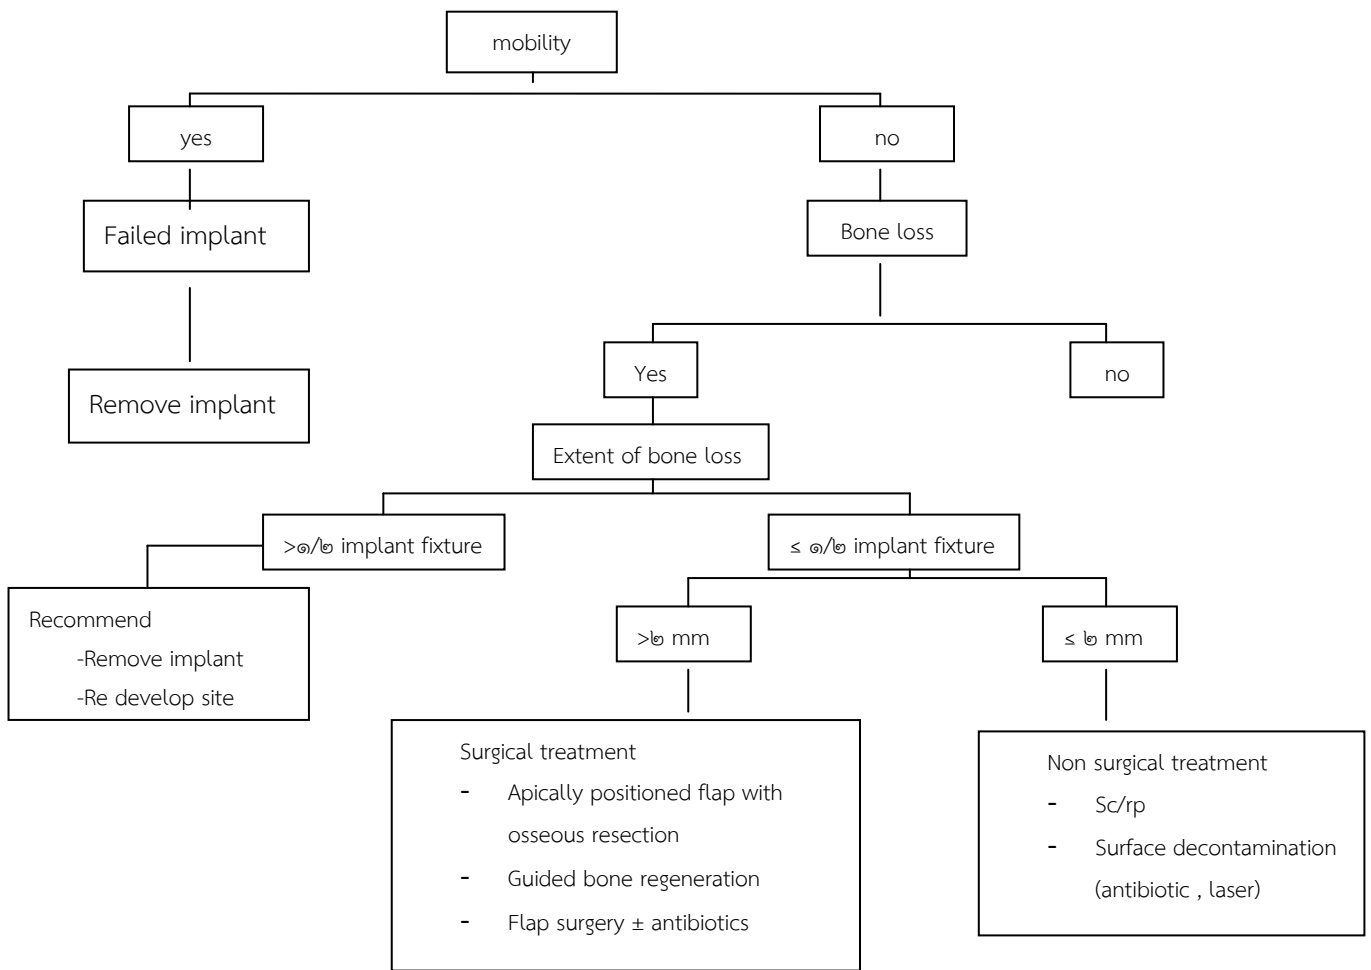 mobility
yes
no
Failed implant
Bone loss
Remove implant
Yes
no
Extent of bone loss
>๑/๒ implant fixture
≤ ๑/๒ implant fixture
Recommend
-Remove implant
-Re develop site
>๒ mm
≤ ๒ mm
Surgical treatment
- Apically positioned flap with
osseous resection
- Guided bone regeneration
- Flap surgery ± antibiotics
Non surgical treatment
- Sc/rp
- Surface decontamination
(antibiotic , laser)